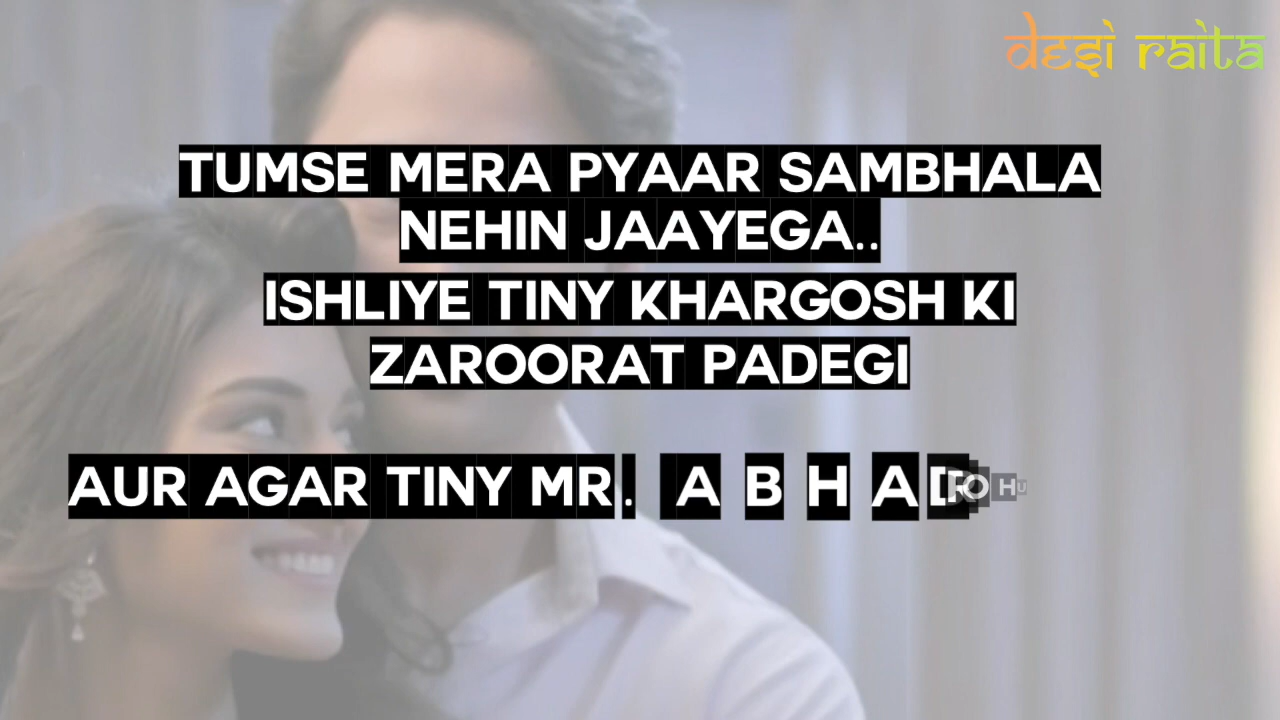 desi raita
TUMSE MERA PYAAR SAMBHALA
NEHIN JAAYEGA..
ISHLIYE TINY KHARGOSH KI
ZAROORAT PADEGI
AUR AGAR TINY MR.